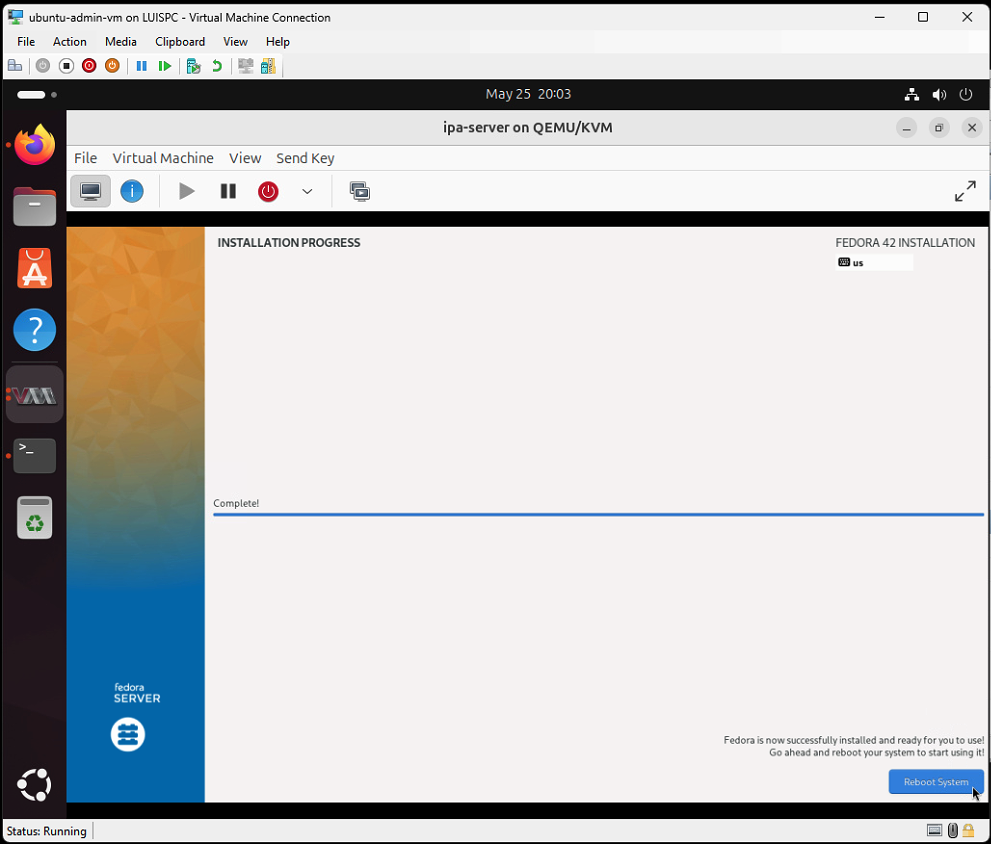 ubuntu-admin-vm on LUISPC - Virtual Machine Connection
File Action Media Clipboard View Help
May 25 20:03
ipa-server on QEMU/KVM
File Virtual Machine View Send Key
INSTALLATION PROGRESS
FEDORA 42 INSTALLATION
us
Complete!
fedora
SERVER
Fedora is now successfully installed and ready for you to use!
Go ahead and reboot your system to start using it!
Reboot System
Status: Running